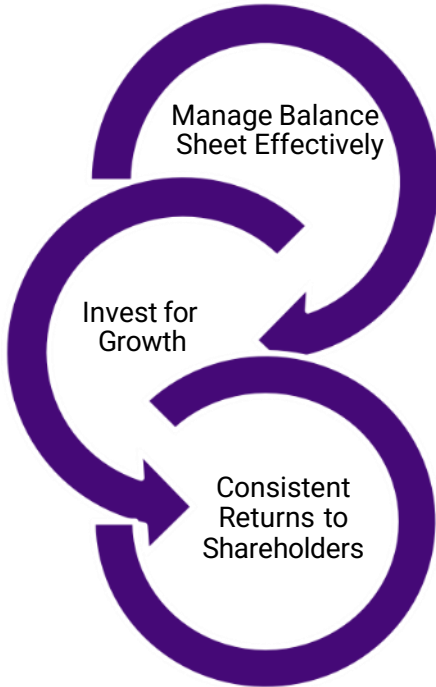 Manage Balance
Sheet Effectively
Invest for
Growth
Consistent
Returns to
Shareholders